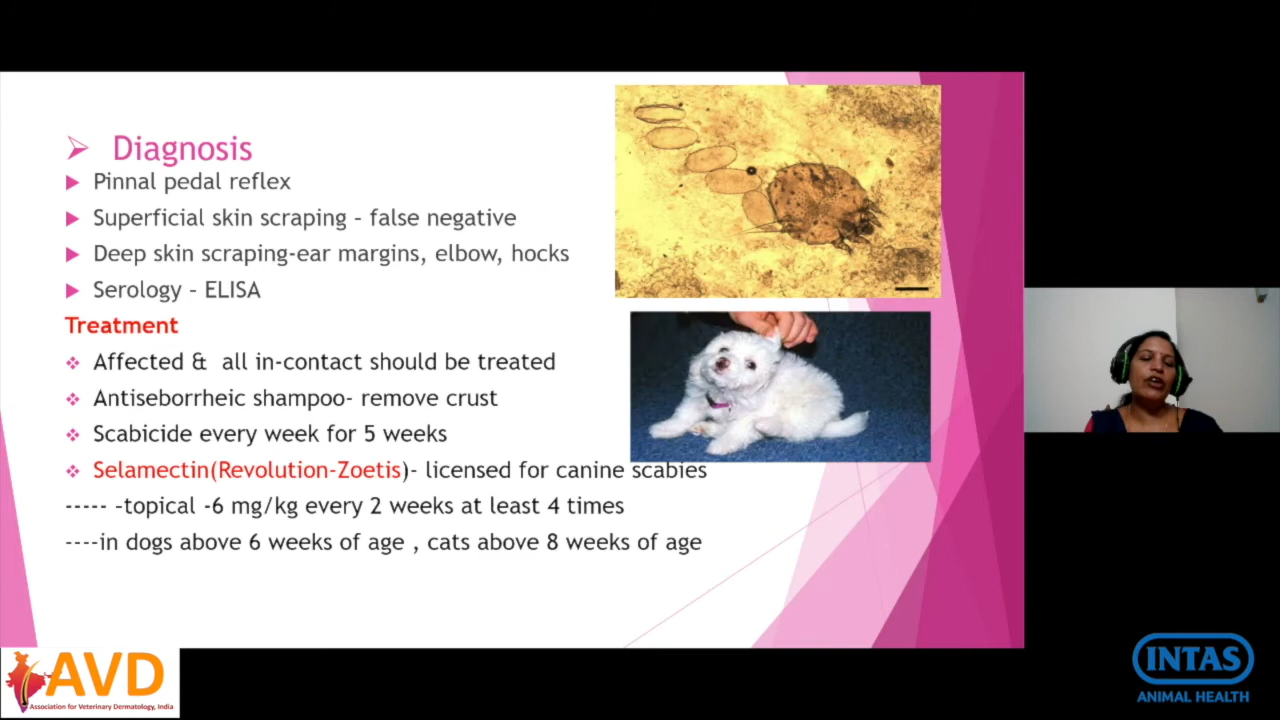 ➢ Diagnosis
▶ Pinnal pedal reflex
▶ Superficial skin scraping – false negative
▶ Deep skin scraping-ear margins, elbow, hocks
▶ Serology – ELISA
Treatment
❖ Affected & all in-contact should be treated
❖ Antiseborrheic shampoo- remove crust
❖ Scabicide every week for 5 weeks
❖ Selamectin(Revolution-Zoetis)- licensed for canine scabies
----- -topical -6 mg/kg every 2 weeks at least 4 times
----in dogs above 6 weeks of age , cats above 8 weeks of age
AVD
Association for Veterinary Dermatology, India
INTAS
ANIMAL HEALTH